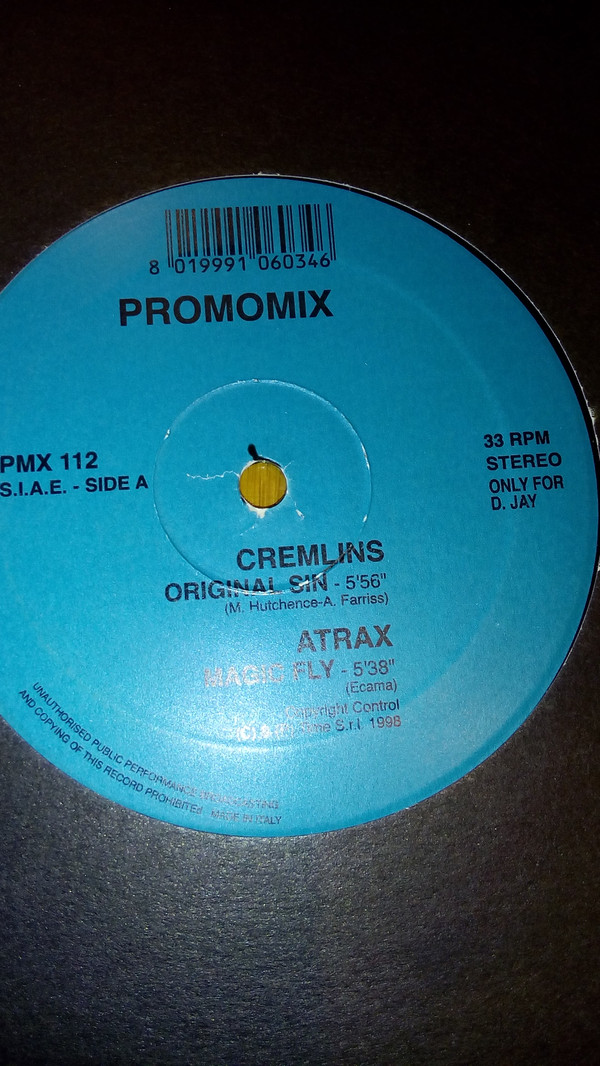 8 019991 060346
PROMOMIX
PMX 112
S.I.A.E. - SIDE A
33 RPM
STEREO
ONLY FOR
D. JAY
CREMLINS
ORIGINAL SIN - 5'56"
(M. Hutchence-A. Farriss)
ATRAX
MAGIC FLY - 5'38"
(Ecama)
Copyright Control
(C) & (P) Time S.r.l. 1998
UNAUTHORISED PUBLIC PERFORMANCE BROADCASTING
AND COPYING OF THIS RECORD PROHIBITED - MADE IN ITALY